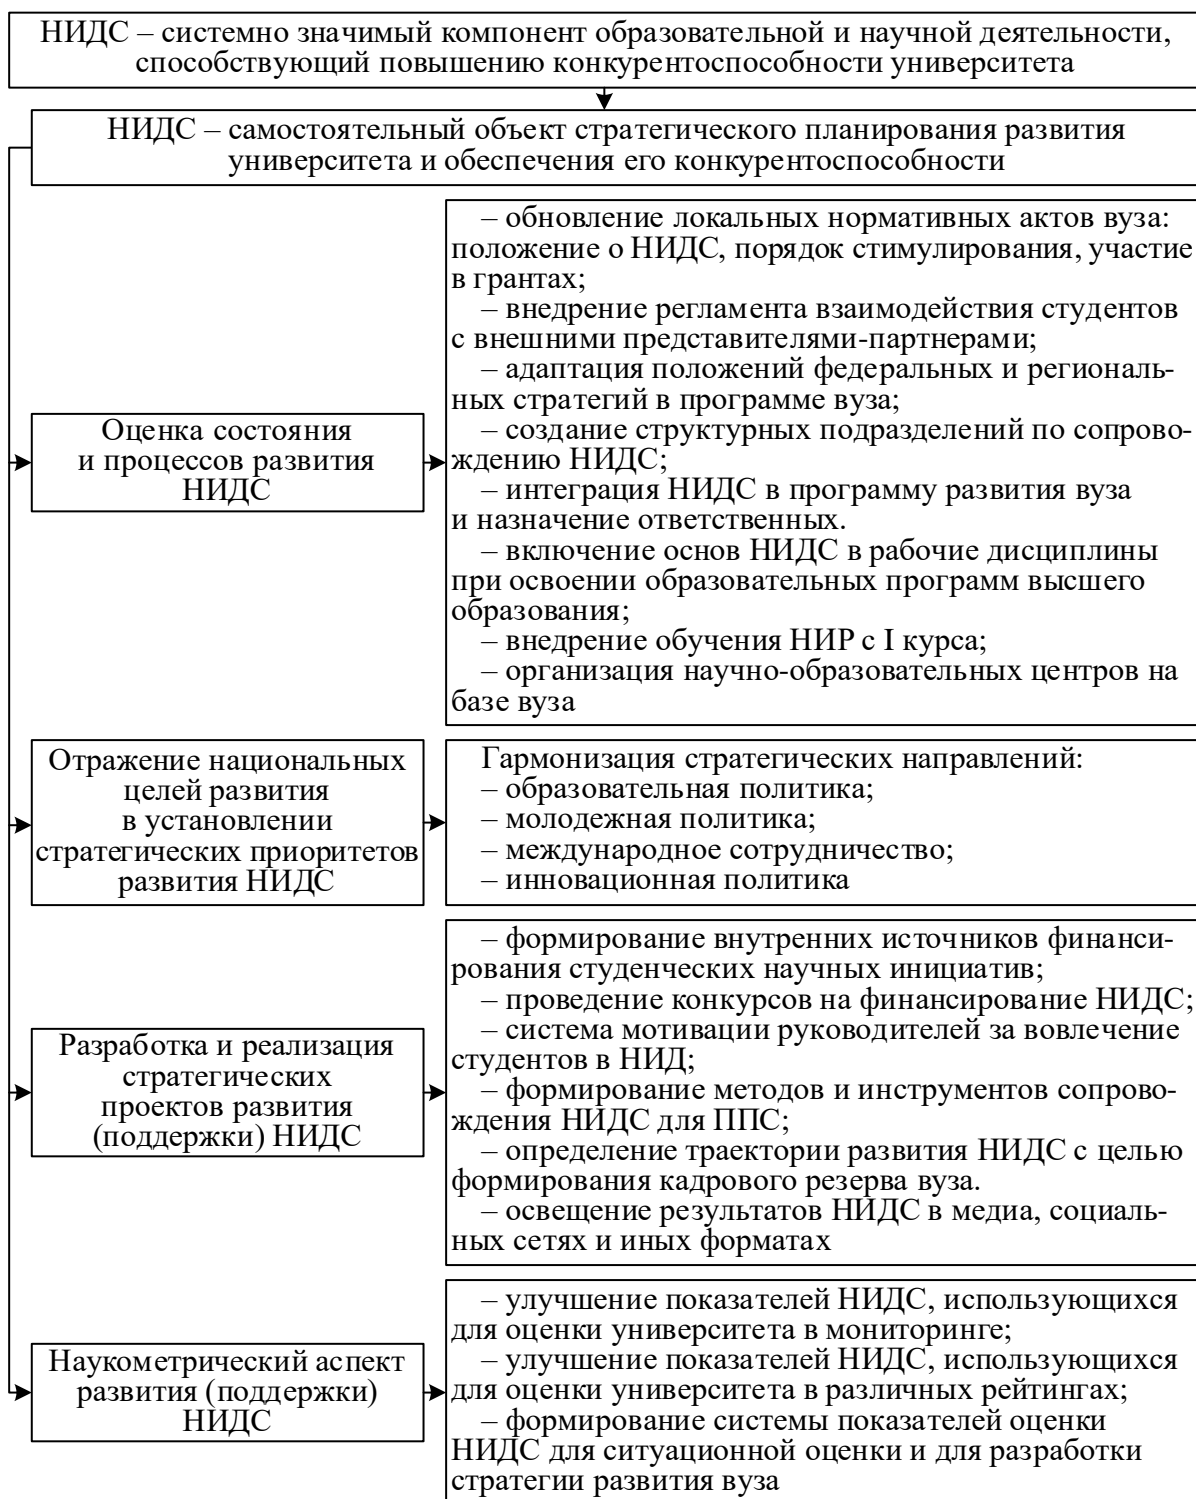 НИДС – системно значимый компонент образовательной и научной деятельности,
способствующий повышению конкурентоспособности университета
НИДС – самостоятельный объект стратегического планирования развития
университета и обеспечения его конкурентоспособности
Оценка состояния
и процессов развития
НИДС
– обновление локальных нормативных актов вуза:
положение о НИДС, порядок стимулирования, участие
в грантах;
– внедрение регламента взаимодействия студентов
с внешними представителями-партнерами;
– адаптация положений федеральных и региональ-
ных стратегий в программе вуза;
– создание структурных подразделений по сопрово-
ждению НИДС;
– интеграция НИДС в программу развития вуза
и назначение ответственных.
– включение основ НИДС в рабочие дисциплины
при освоении образовательных программ высшего
образования;
– внедрение обучения НИР с I курса;
– организация научно-образовательных центров на
базе вуза
Отражение национальных
целей развития
в установлении
стратегических приоритетов
развития НИДС
Гармонизация стратегических направлений:
– образовательная политика;
– молодежная политика;
– международное сотрудничество;
– инновационная политика
Разработка и реализация
стратегических
проектов развития
(поддержки) НИДС
– формирование внутренних источников финанси-
рования студенческих научных инициатив;
– проведение конкурсов на финансирование НИДС;
– система мотивации руководителей за вовлечение
студентов в НИД;
– формирование методов и инструментов сопрово-
ждения НИДС для ППС;
– определение траектории развития НИДС с целью
формирования кадрового резерва вуза.
– освещение результатов НИДС в медиа, социаль-
ных сетях и иных форматах
Наукометрический аспект
развития (поддержки)
НИДС
– улучшение показателей НИДС, использующихся
для оценки университета в мониторинге;
– улучшение показателей НИДС, использующихся
для оценки университета в различных рейтингах;
– формирование системы показателей оценки
НИДС для ситуационной оценки и для разработки
стратегии развития вуза